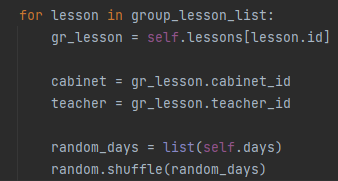 for lesson in group_lesson_list:
    gr_lesson = self.lessons[lesson.id]

    cabinet = gr_lesson.cabinet_id
    teacher = gr_lesson.teacher_id

    random_days = list(self.days)
    random.shuffle(random_days)